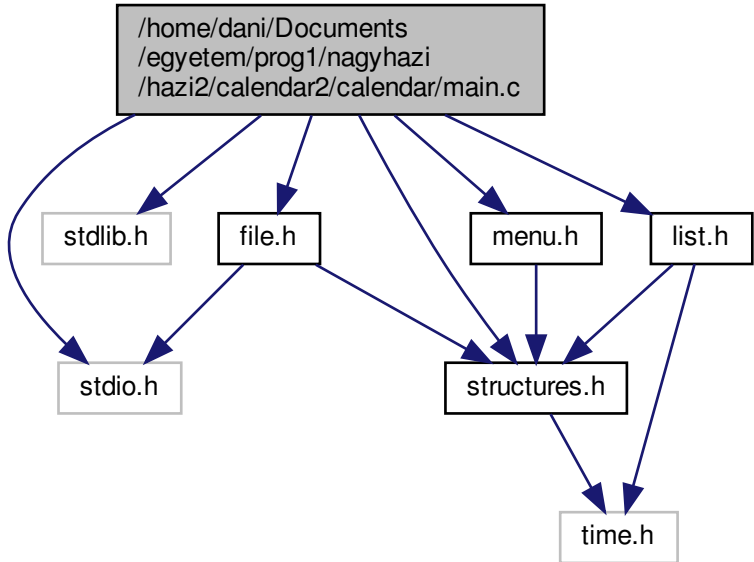 /home/dani/Documents
/egyetem/prog1/nagyhazi
/hazi2/calendar2/calendar/main.c
stdlib.h
file.h
menu.h
list.h
stdio.h
structures.h
time.h